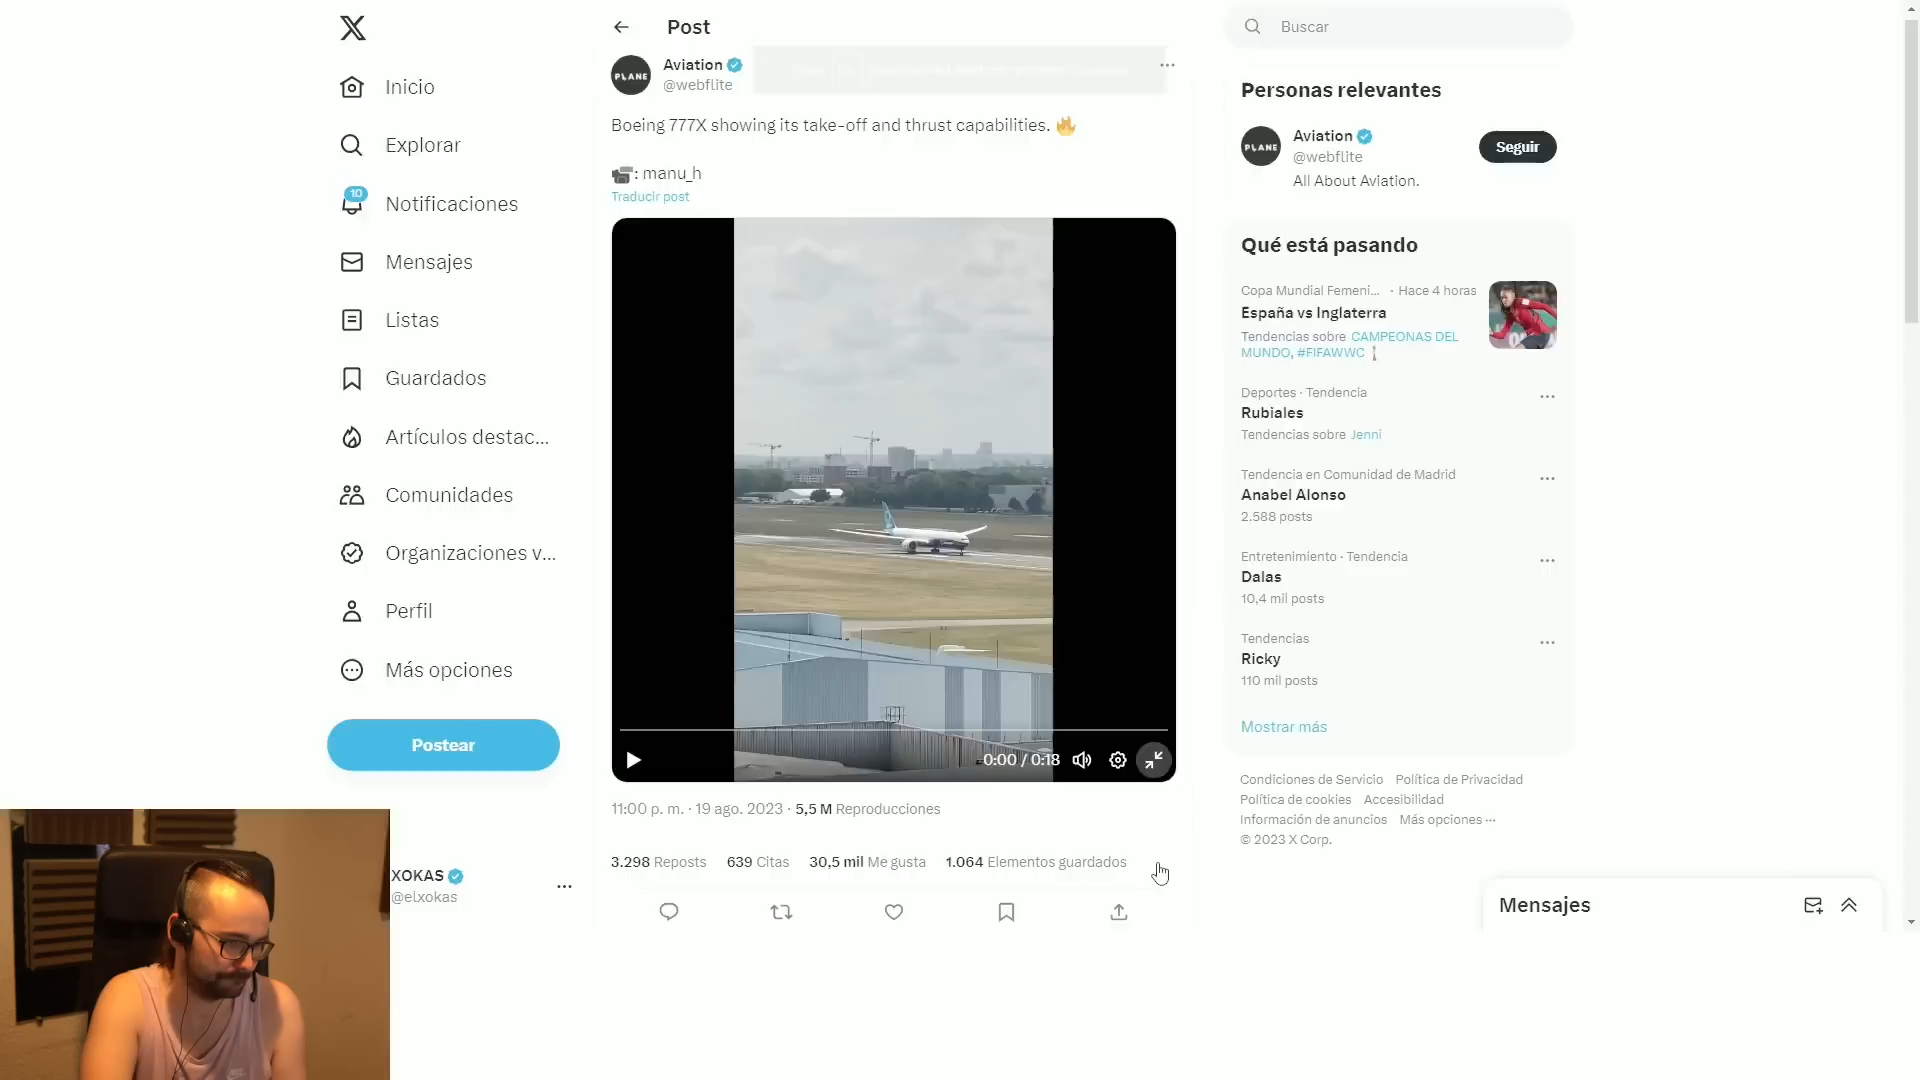 Inicio
Explorar
10
Notificaciones
Mensajes
Listas
Guardados
Artículos destac...
Comunidades
Organizaciones v...
Perfil
Más opciones
Postear
XOKAS
@elxokas
Post
PLANE
Aviation
@webflite
Boeing 777X showing its take-off and thrust capabilities. 🔥
📹: manu_h
Traducir post
0:00 / 0:18
11:00 p. m. · 19 ago. 2023 · 5,5 M Reproducciones
3.298 Reposts 639 Citas 30,5 mil Me gusta 1.064 Elementos guardados
Buscar
Personas relevantes
PLANE
Aviation
@webflite
Seguir
All About Aviation.
Qué está pasando
Copa Mundial Femeni... · Hace 4 horas
España vs Inglaterra
Tendencias sobre CAMPEONAS DEL
MUNDO, #FIFAWWC
Deportes · Tendencia
Rubiales
Tendencias sobre Jenni
Tendencia en Comunidad de Madrid
Anabel Alonso
2.588 posts
Entretenimiento · Tendencia
Dalas
10,4 mil posts
Tendencias
Ricky
110 mil posts
Mostrar más
Condiciones de Servicio Política de Privacidad
Política de cookies Accesibilidad
Información de anuncios Más opciones ···
© 2023 X Corp.
Mensajes